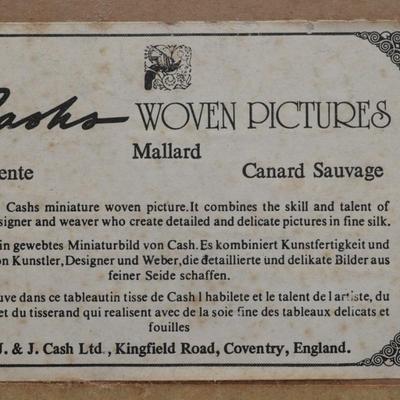 Cashs WOVEN PICTURES
Mallard
ente Canard Sauvage
Cashs miniature woven picture.It combines the skill and talent of
signer and weaver who create detailed and delicate pictures in fine silk.
in gewebtes Miniaturbild von Cash.Es kombiniert Kunstfertigkeit und
on Kunstler,Designer und Weber,die detaillierte und delikate Bilder aus
feiner Seide schaffen.
uve dans ce tableautin tisse de Cash l habilete et le talent de l artiste, du
et du tisserand qui realisent avec de la soie fine des tableaux delicats et
fouilles
J. & J. Cash Ltd., Kingfield Road, Coventry, England.